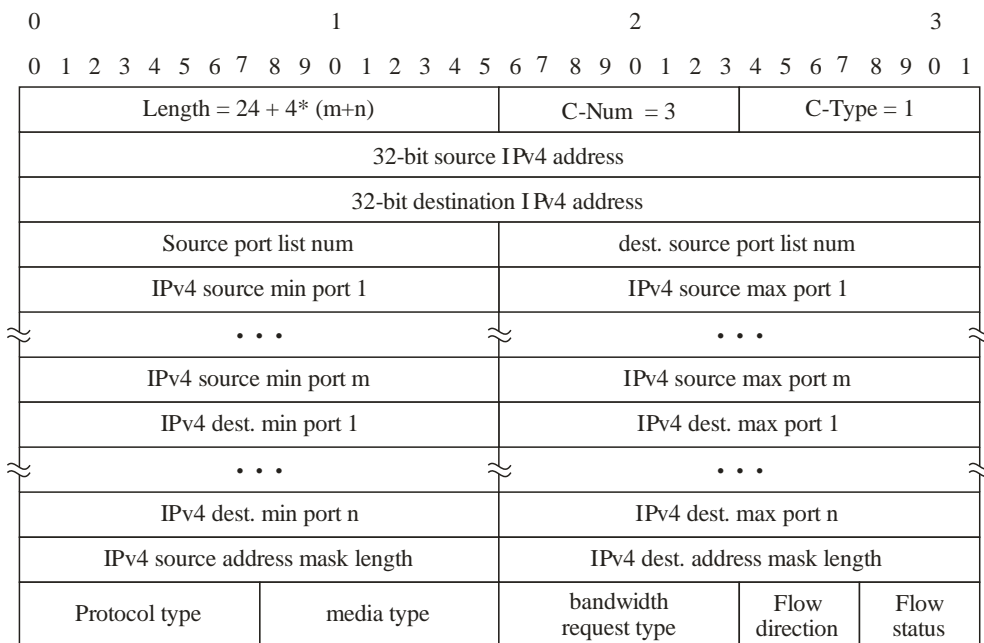 0 1 2 3
0 1 2 3 4 5 6 7 8 9 0 1 2 3 4 5 6 7 8 9 0 1 2 3 4 5 6 7 8 9 0 1
Length = 24 + 4* (m+n) C-Num = 3 C-Type = 1
32-bit source IPv4 address
32-bit destination IPv4 address
Source port list num dest. source port list num
IPv4 source min port 1 IPv4 source max port 1
• • • • • •
IPv4 source min port m IPv4 source max port m
IPv4 dest. min port 1 IPv4 dest. max port 1
• • • • • •
IPv4 dest. min port n IPv4 dest. max port n
IPv4 source address mask length IPv4 dest. address mask length
Protocol type media type bandwidth request type Flow direction Flow status